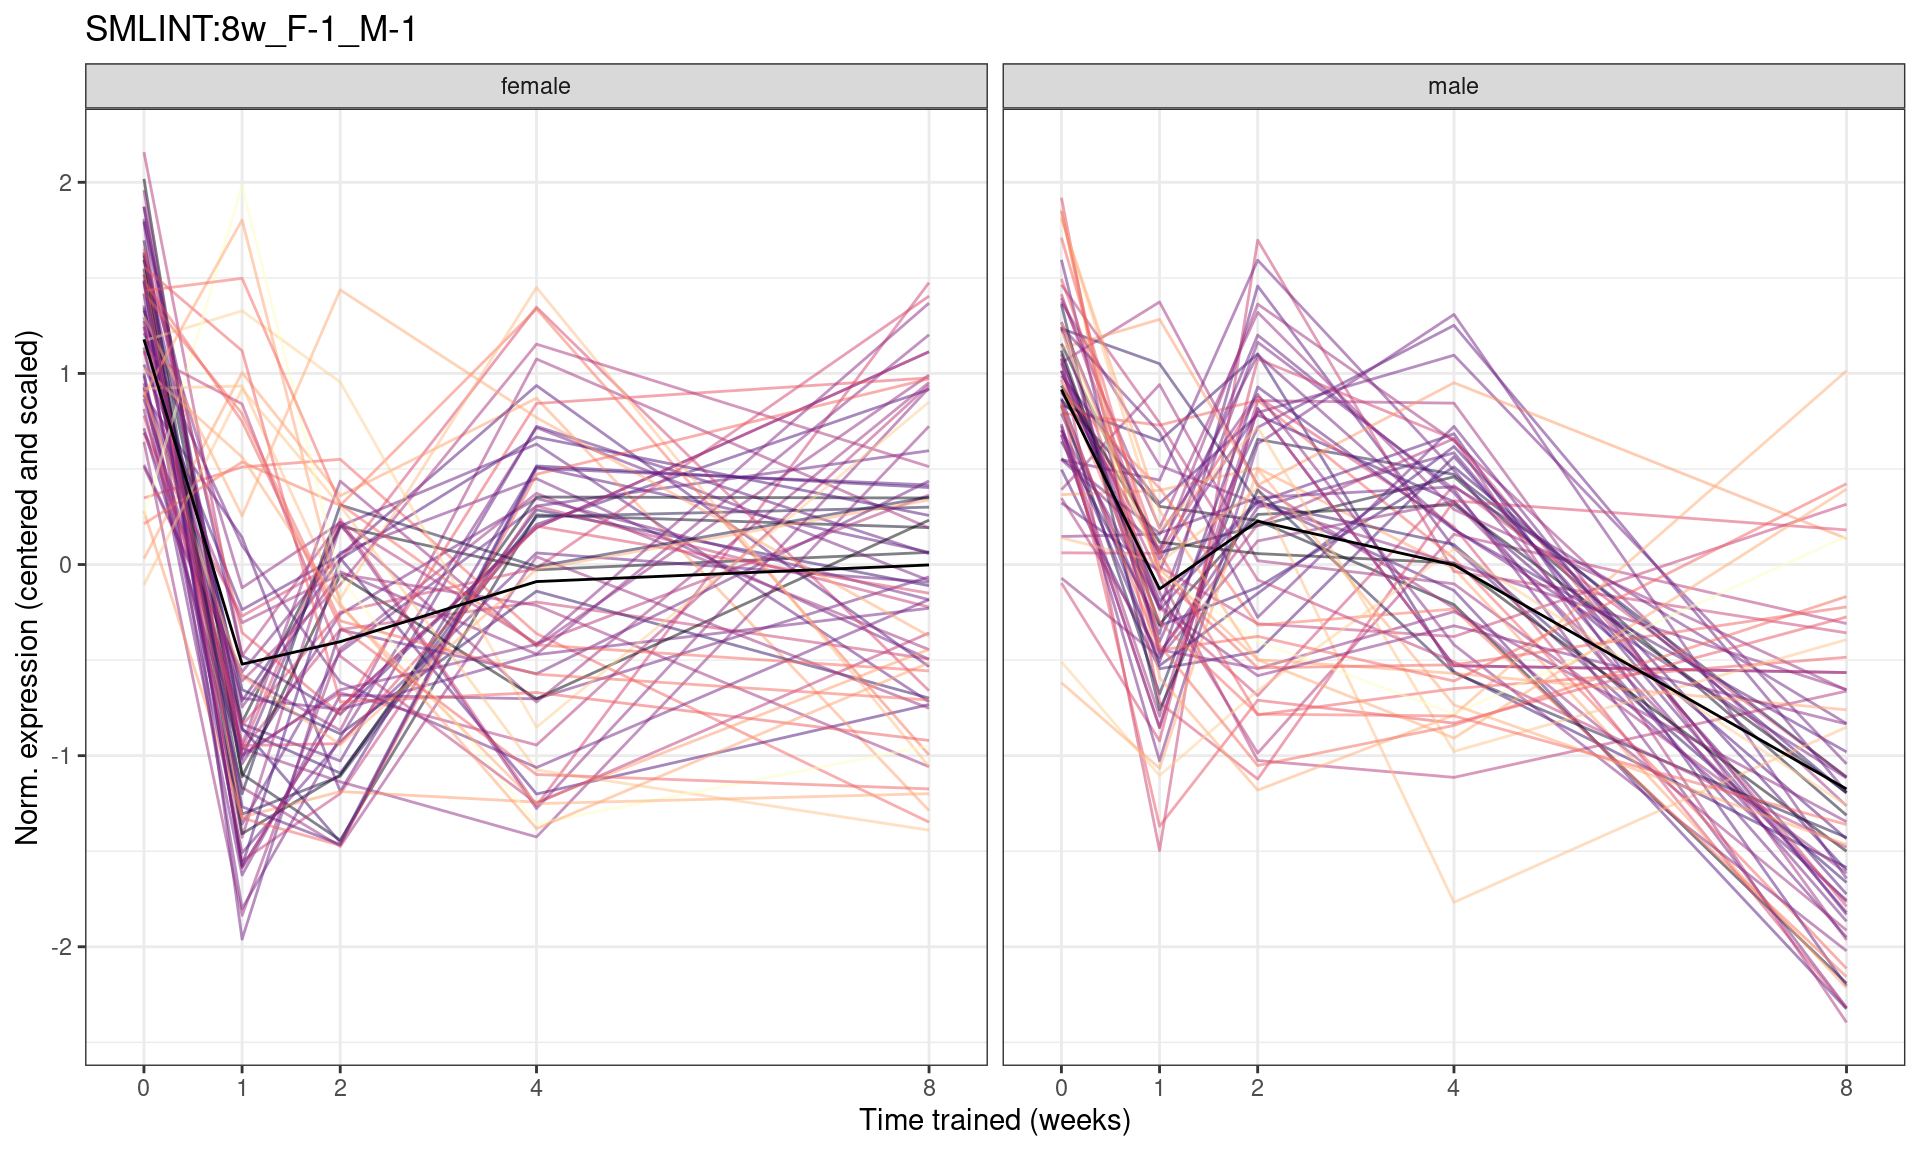 SMLINT:8w_F-1_M-1
female
male
Norm. expression (centered and scaled)
2
1
0
-1
-2
0 1 2 4 8
0 1 2 4 8
Time trained (weeks)